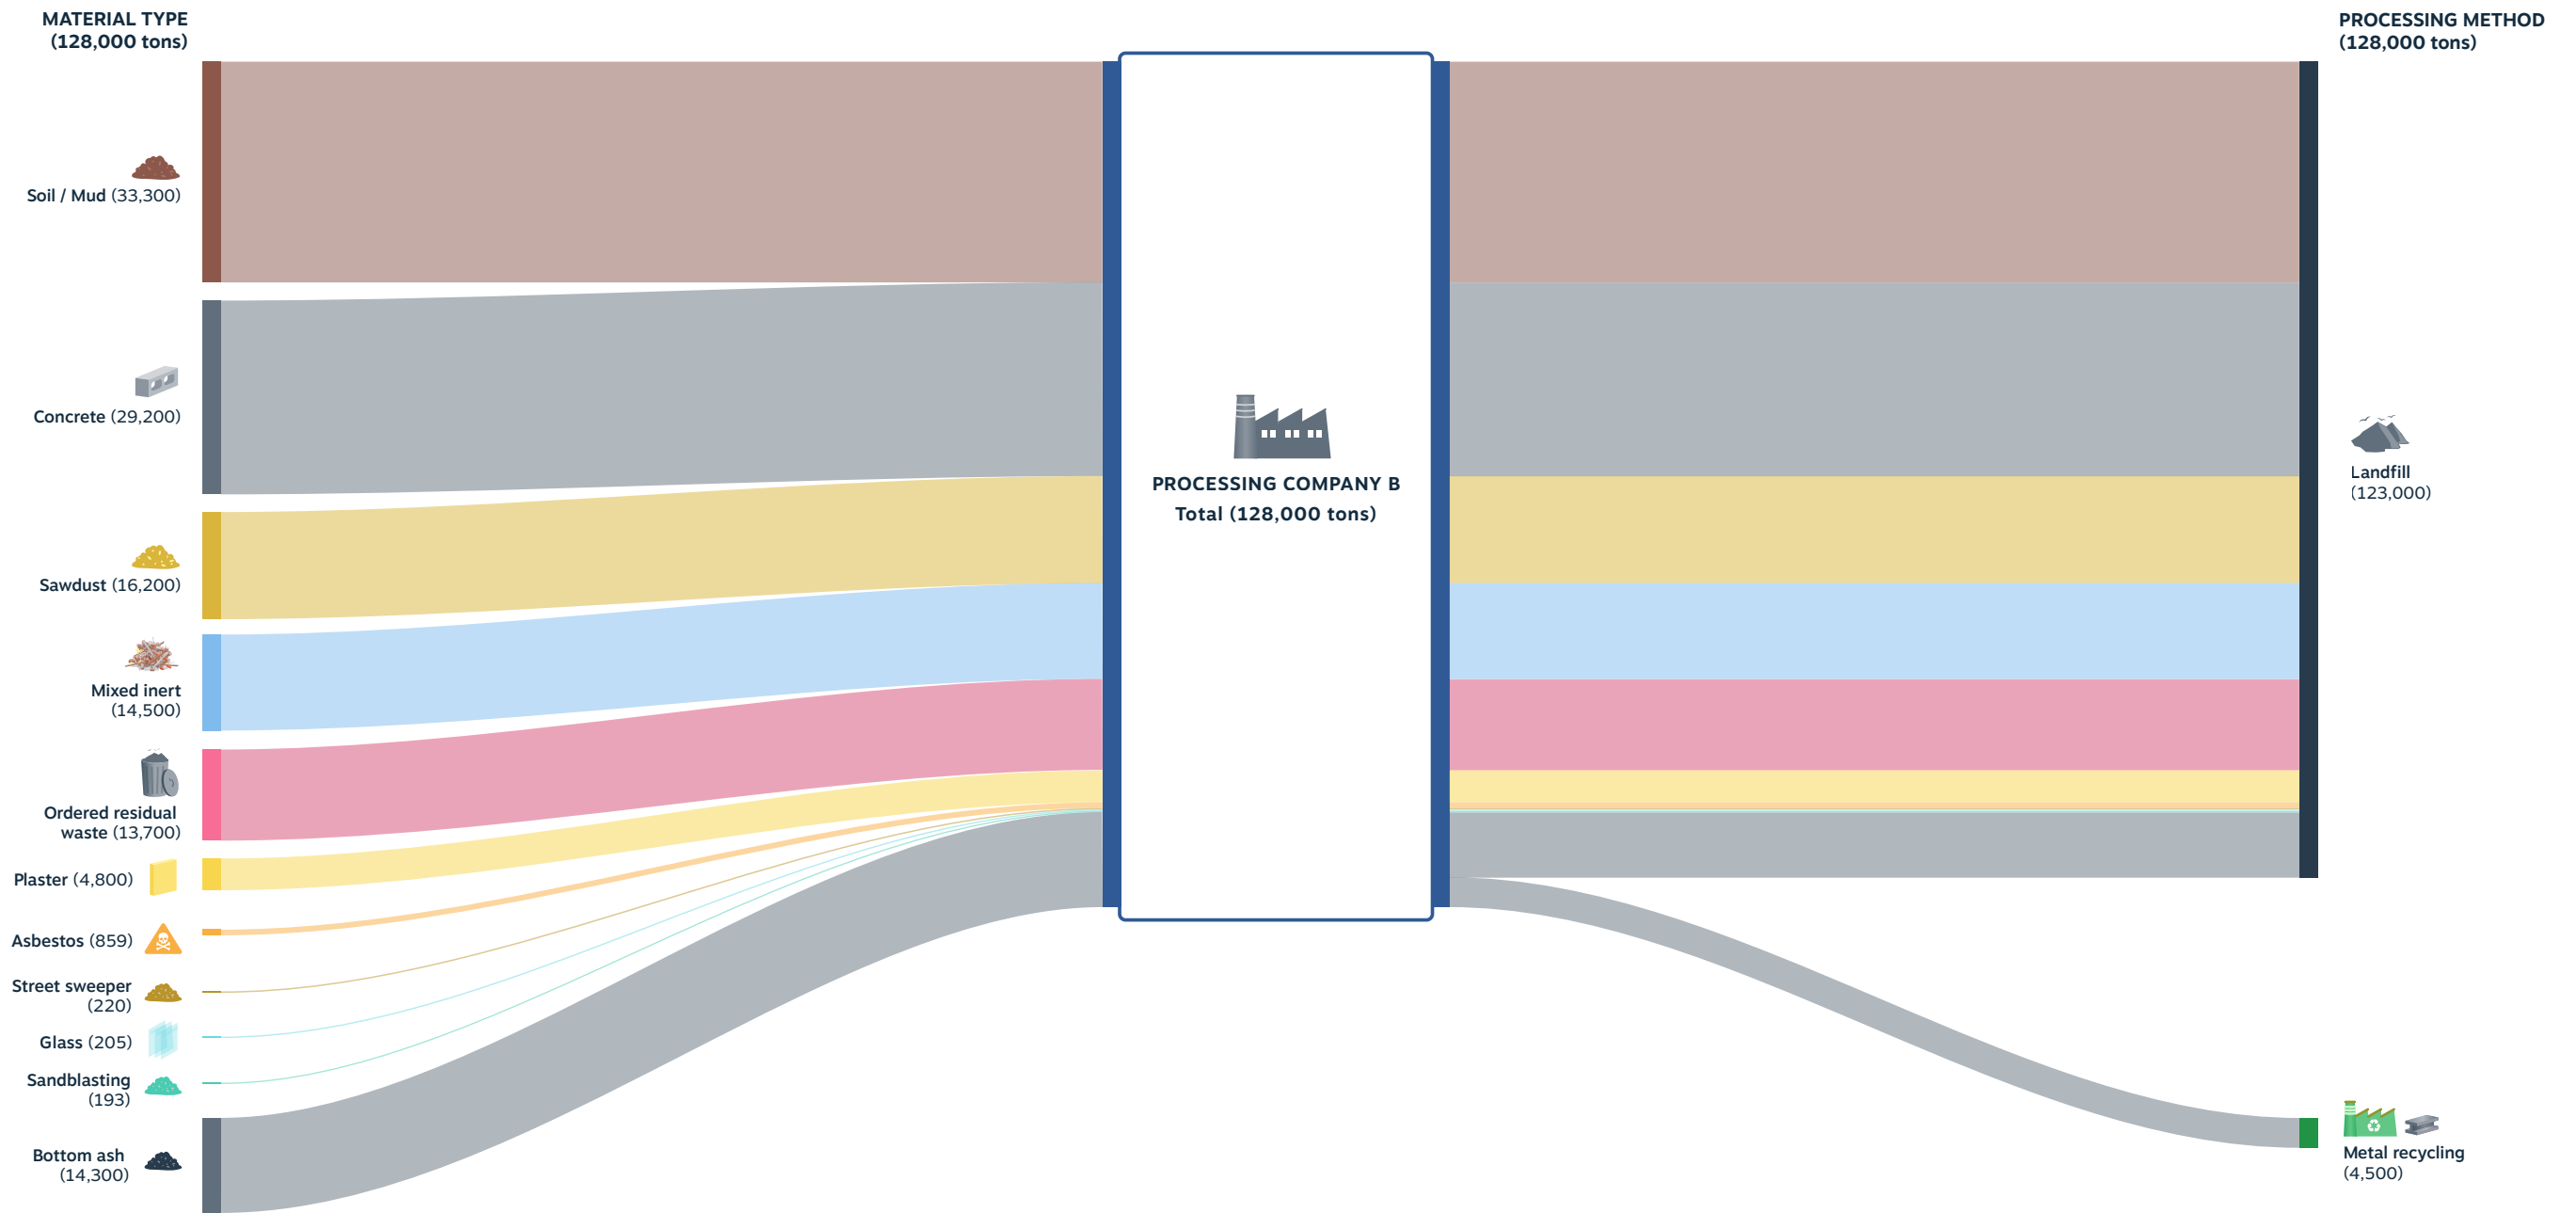 MATERIAL TYPE
(128,000 tons)
Soil / Mud (33,300)
Concrete (29,200)
Sawdust (16,200)
Mixed inert
(14,500)
Ordered residual
waste (13,700)
Plaster (4,800)
Asbestos (859)
Street sweeper
(220)
Glass (205)
Sandblasting
(193)
Bottom ash
(14,300)
PROCESSING COMPANY B
Total (128,000 tons)
PROCESSING METHOD
(128,000 tons)
Landfill
(123,000)
Metal recycling
(4,500)